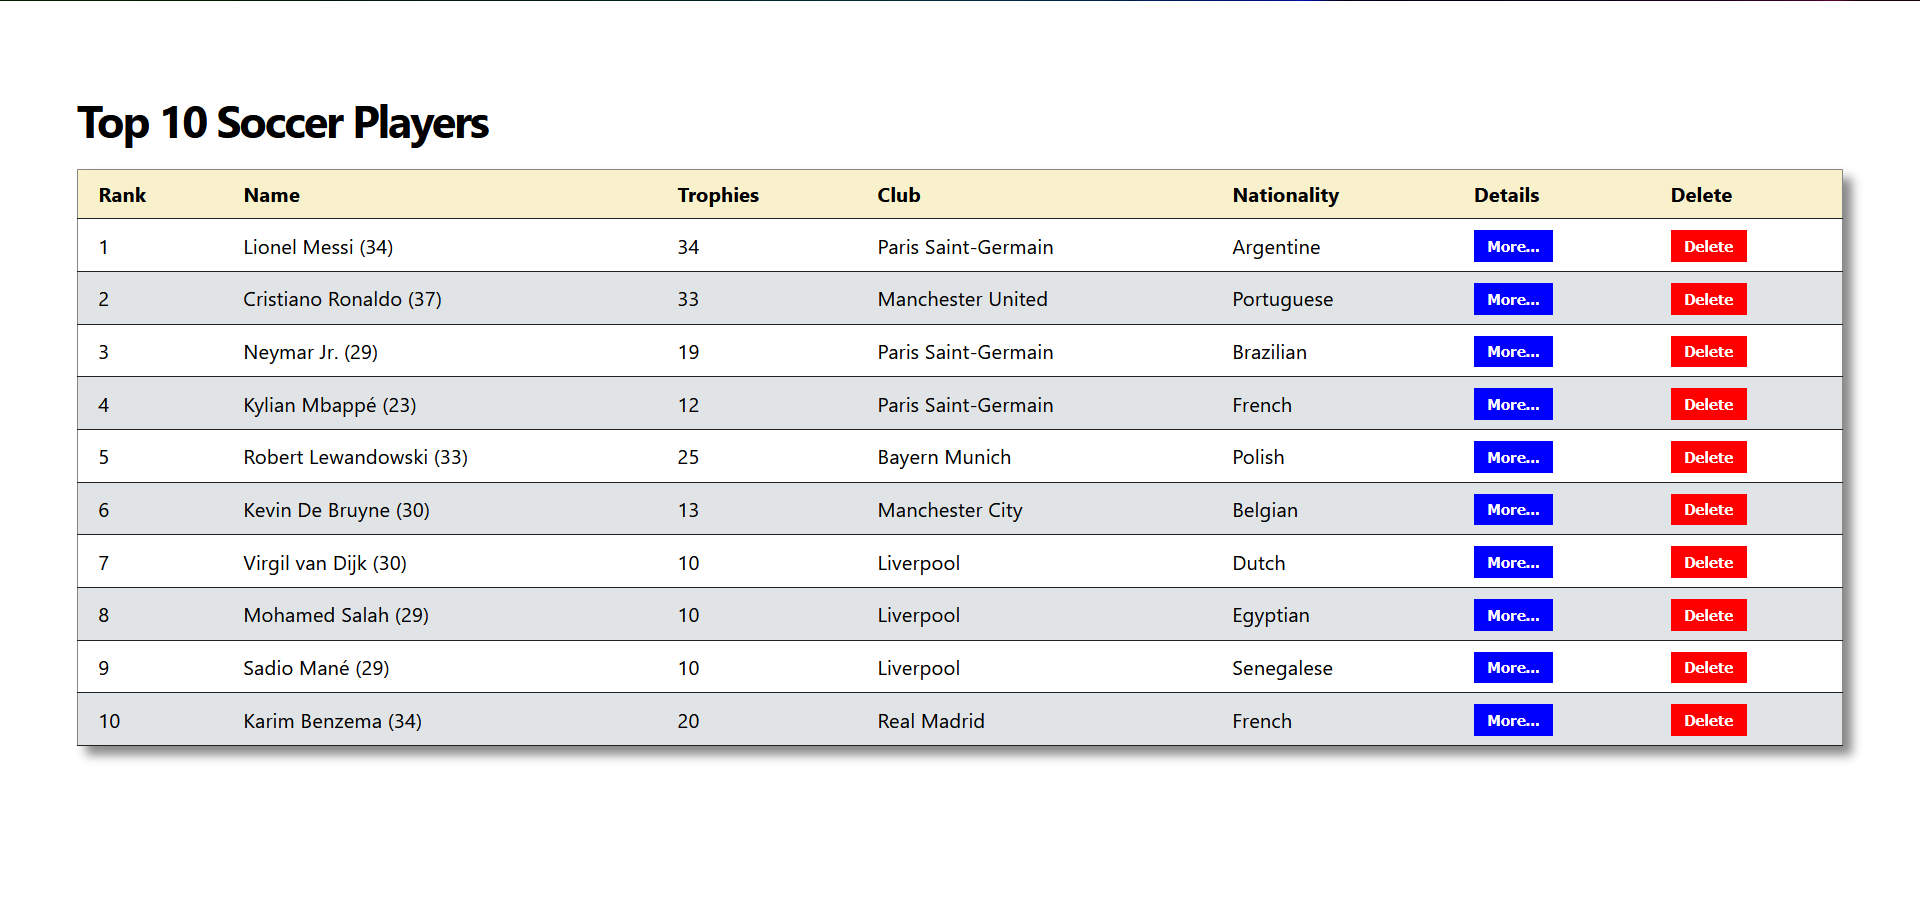 Top 10 Soccer Players
Rank Name Trophies Club Nationality Details Delete
1 Lionel Messi (34) 34 Paris Saint-Germain Argentine More... Delete
2 Cristiano Ronaldo (37) 33 Manchester United Portuguese More... Delete
3 Neymar Jr. (29) 19 Paris Saint-Germain Brazilian More... Delete
4 Kylian Mbappé (23) 12 Paris Saint-Germain French More... Delete
5 Robert Lewandowski (33) 25 Bayern Munich Polish More... Delete
6 Kevin De Bruyne (30) 13 Manchester City Belgian More... Delete
7 Virgil van Dijk (30) 10 Liverpool Dutch More... Delete
8 Mohamed Salah (29) 10 Liverpool Egyptian More... Delete
9 Sadio Mané (29) 10 Liverpool Senegalese More... Delete
10 Karim Benzema (34) 20 Real Madrid French More... Delete